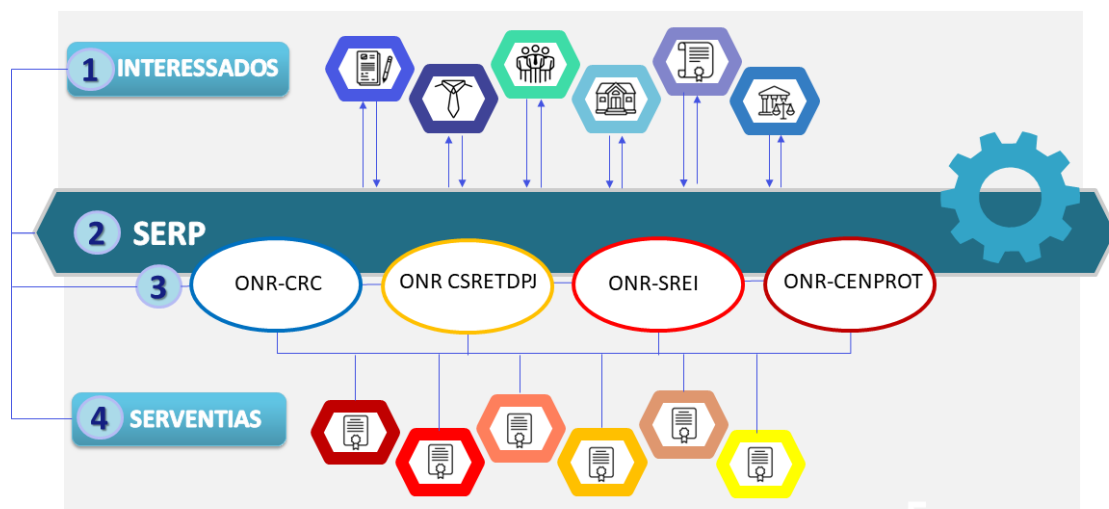 1 INTERESSADOS
2 SERP
3
ONR-CRC
ONR CSRETDPJ
ONR-SREI
ONR-CENPROT
4 SERVENTIAS